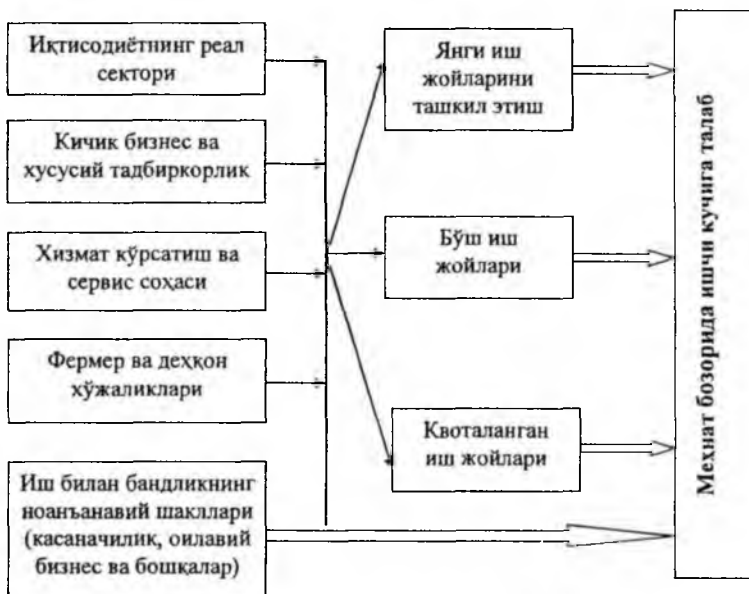 Иқтисодиётнинг реал
сектори
Кичик бизнес ва
хусусий тадбиркорлик
Хизмат кўрсатиш ва
сервис соҳаси
Фермер ва деҳқон
хўжаликлари
Иш билан бандликнинг
ноанъанавий шакллари
(касаначилик, оилавий
бизнес ва бошқалар)
Янги иш
жойларини
ташкил этиш
Бўш иш
жойлари
Квоталанган
иш жойлари
Меҳнат бозорида ишчи кучига талаб